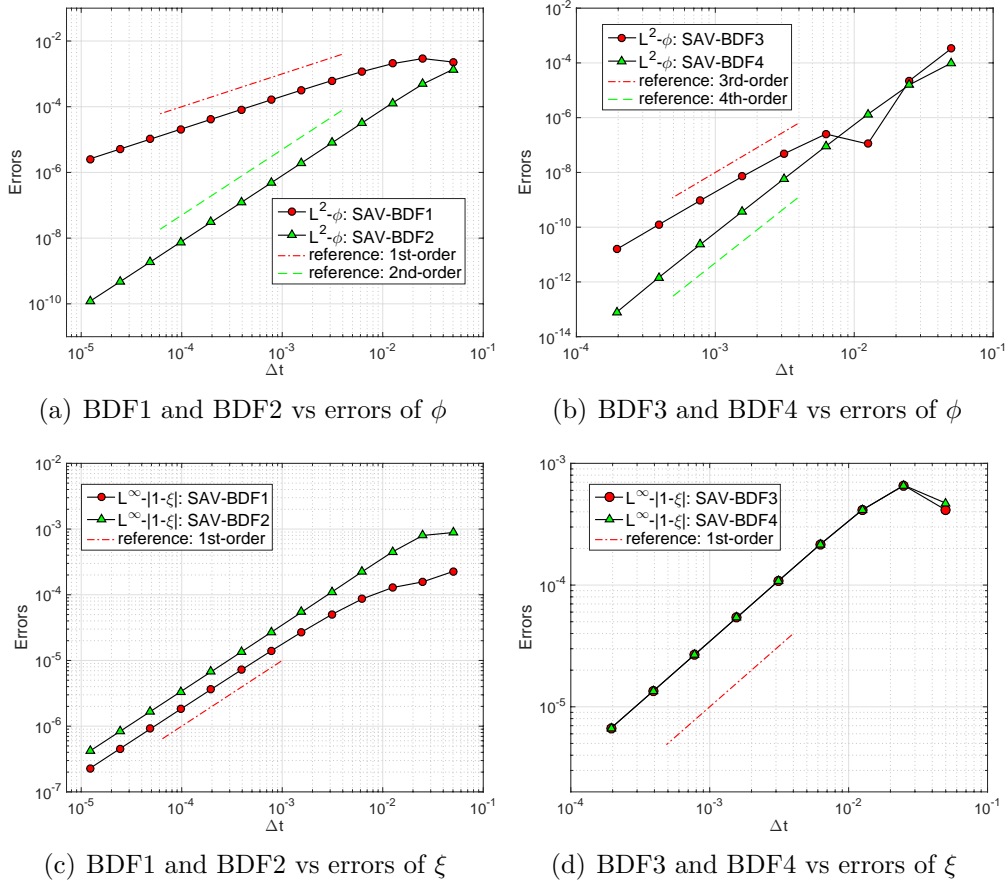 10^-2
10^-4
10^-6
10^-8
10^-10
Errors
L^2-ϕ: SAV-BDF1
L^2-ϕ: SAV-BDF2
reference: 1st-order
reference: 2nd-order
10^-5 10^-4 10^-3 10^-2 10^-1
Δt
(a) BDF1 and BDF2 vs errors of ϕ
10^-2
10^-4
10^-6
10^-8
10^-10
10^-12
10^-14
Errors
L^2-ϕ: SAV-BDF3
L^2-ϕ: SAV-BDF4
reference: 3rd-order
reference: 4th-order
10^-4 10^-3 10^-2 10^-1
Δt
(b) BDF3 and BDF4 vs errors of ϕ
10^-2
10^-3
10^-4
10^-5
10^-6
10^-7
Errors
L^∞-|1-ξ|: SAV-BDF1
L^∞-|1-ξ|: SAV-BDF2
reference: 1st-order
10^-5 10^-4 10^-3 10^-2 10^-1
Δt
(c) BDF1 and BDF2 vs errors of ξ
10^-3
10^-4
10^-5
Errors
L^∞-|1-ξ|: SAV-BDF3
L^∞-|1-ξ|: SAV-BDF4
reference: 1st-order
10^-4 10^-3 10^-2 10^-1
Δt
(d) BDF3 and BDF4 vs errors of ξ